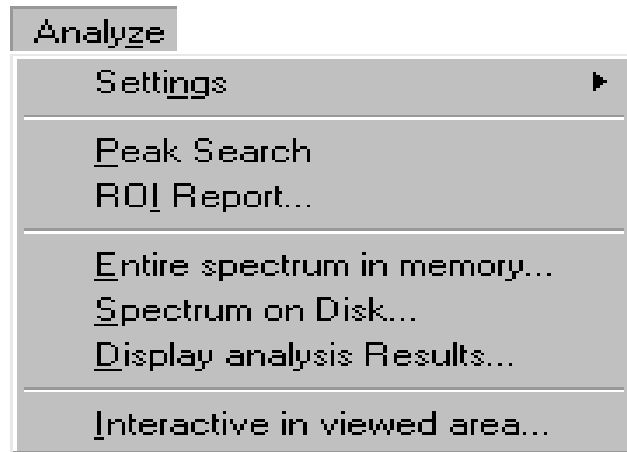 Analyze
Settings
Peak Search
ROI Report...
Entire spectrum in memory...
Spectrum on Disk...
Display analysis Results...
Interactive in viewed area...